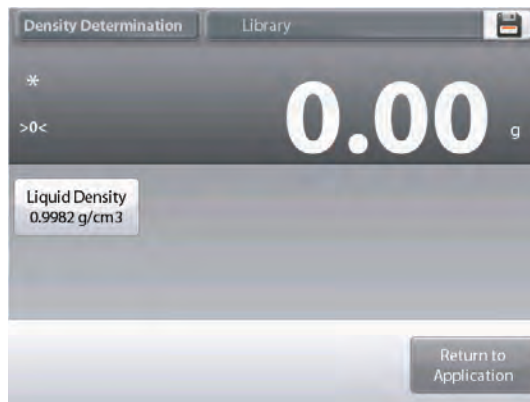 Density Determination Library
*
0.00 g
>0<
Liquid Density
0.9982 g/cm3
Return to
Application